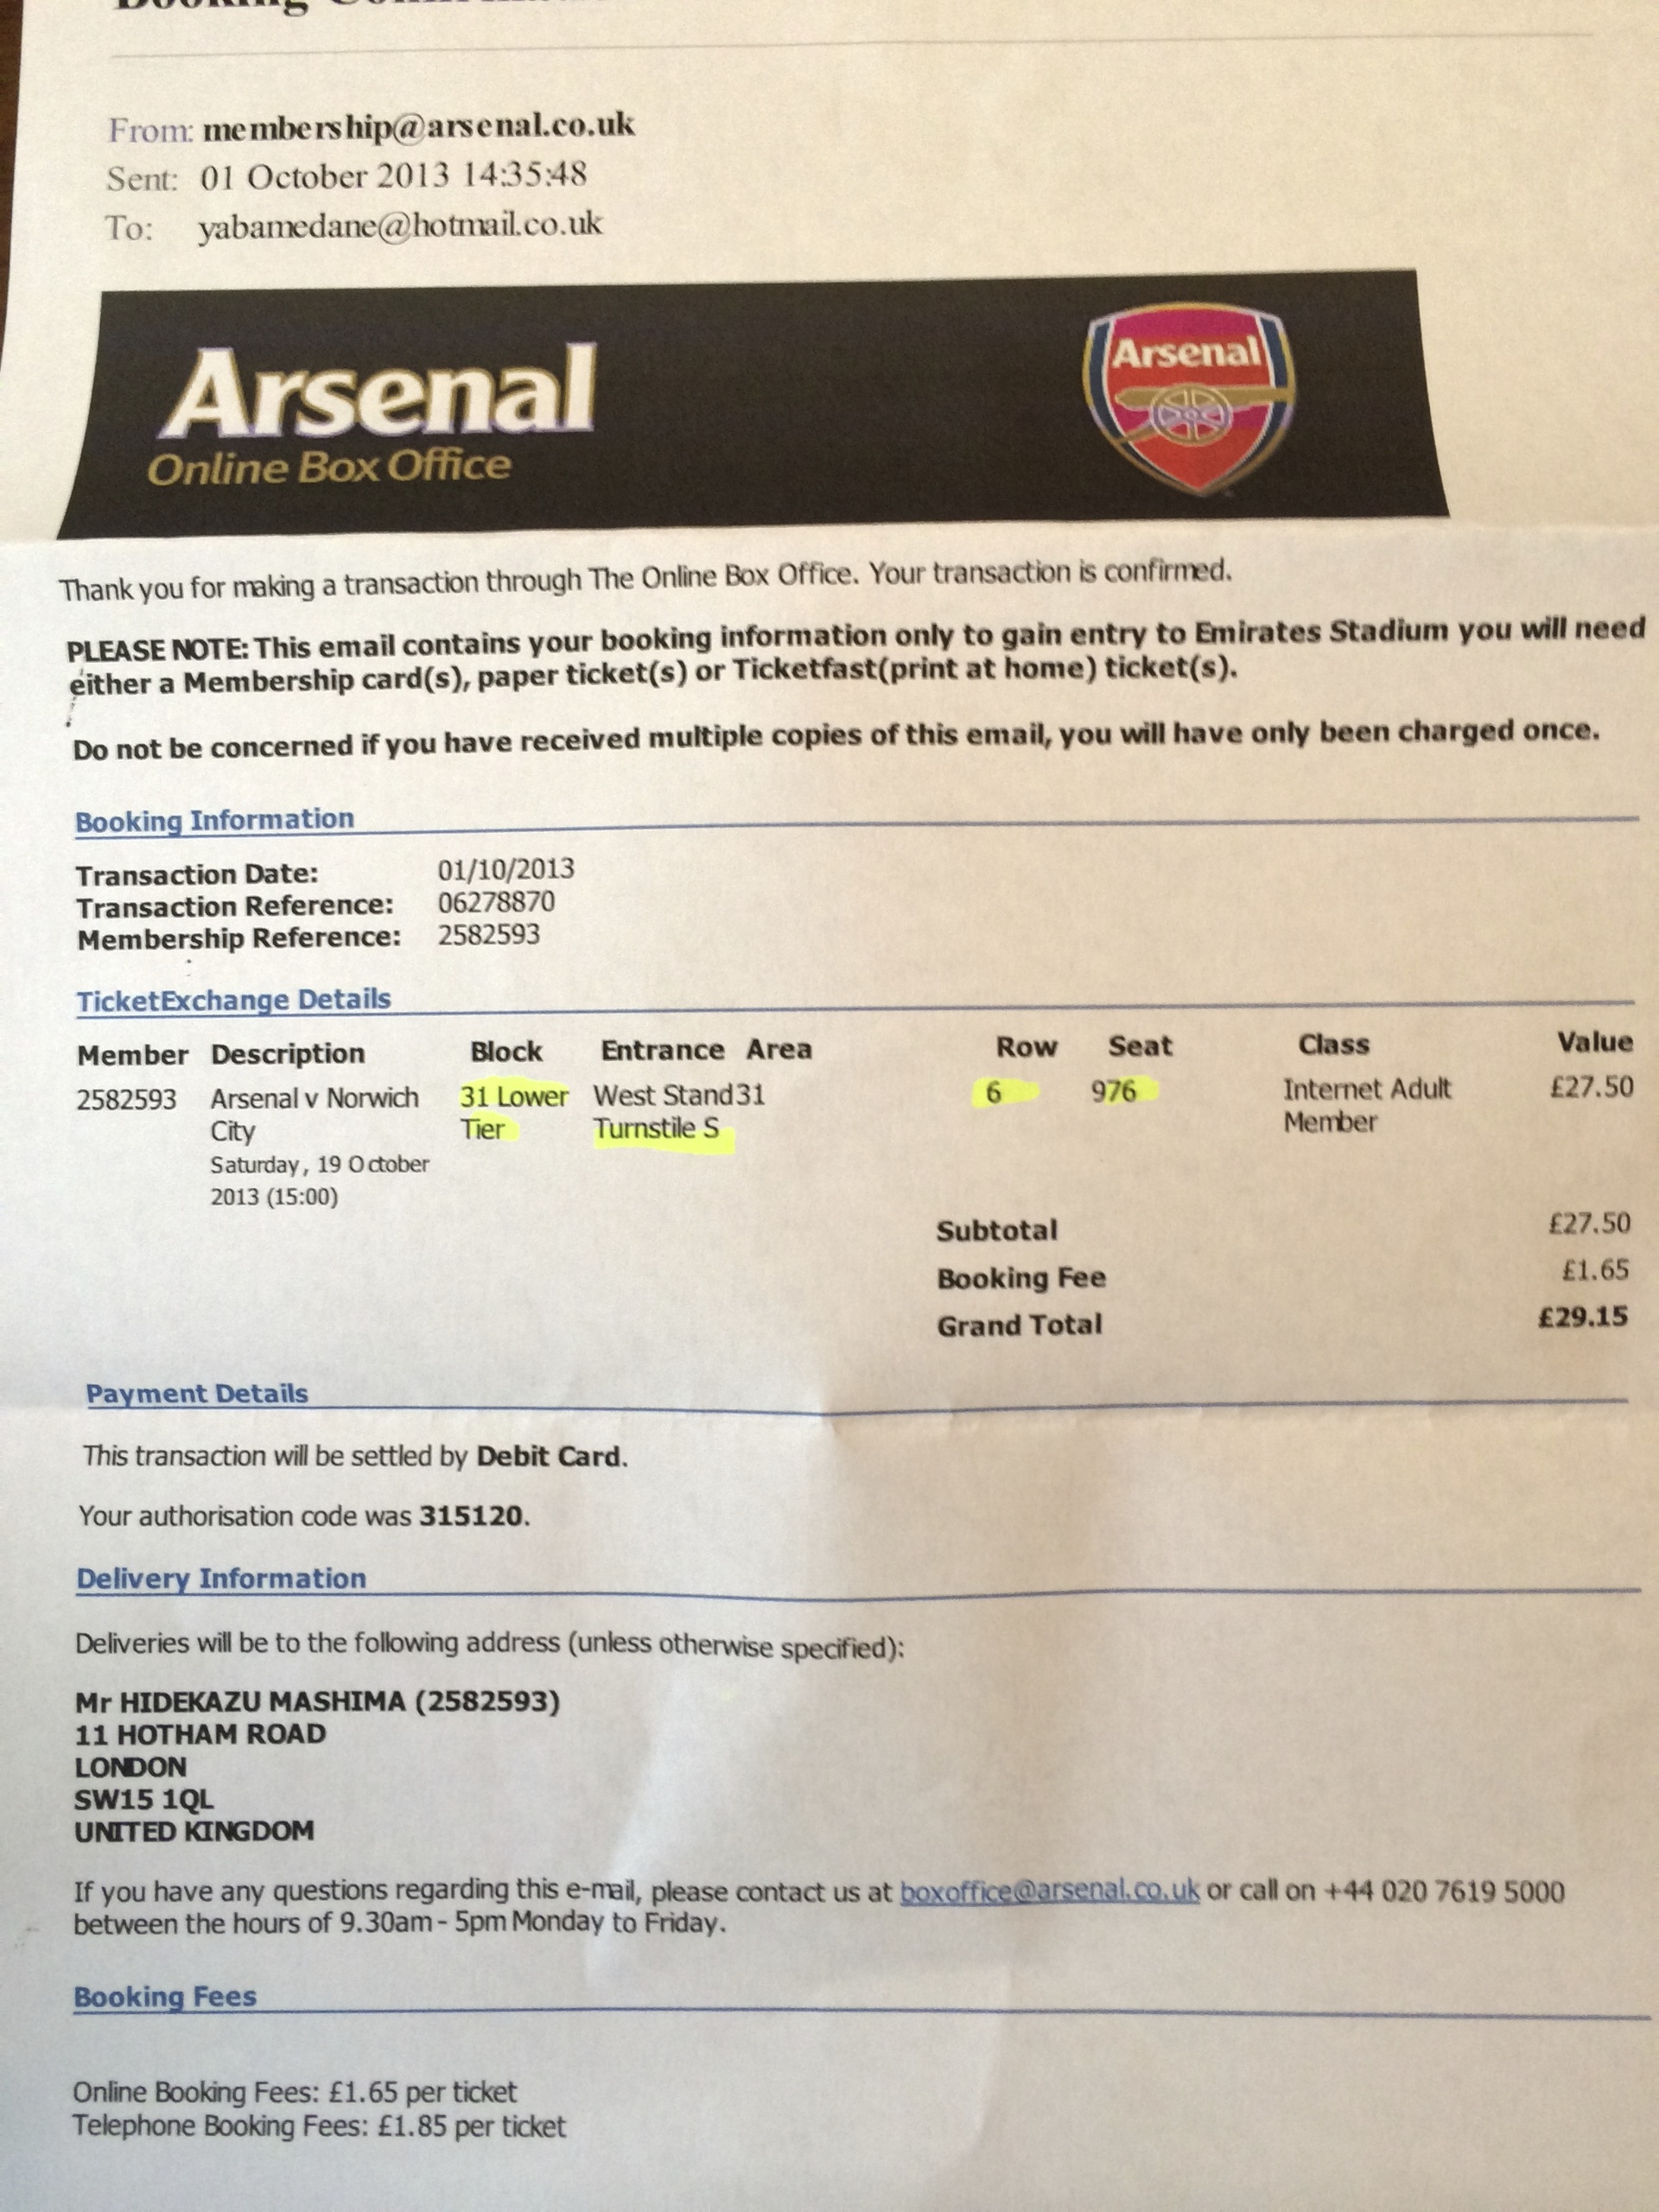 Booking
From: membership@arsenal.co.uk
Sent: 01 October 2013 14:35:48
To: yabamedane@hotmail.co.uk
Arsenal
Online Box Office
Arsenal
Thank you for making a transaction through The Online Box Office. Your transaction is confirmed.
PLEASE NOTE: This email contains your booking information only to gain entry to Emirates Stadium you will need
either a Membership card(s), paper ticket(s) or Ticketfast(print at home) ticket(s).
Do not be concerned if you have received multiple copies of this email, you will have only been charged once.
Booking Information
Transaction Date: 01/10/2013
Transaction Reference: 06278870
Membership Reference: 2582593
TicketExchange Details
Member Description Block Entrance Area Row Seat Class Value
2582593 Arsenal v Norwich 31 Lower West Stand 31 6 976 Internet Adult £27.50
City Tier Turnstile S Member
Saturday, 19 October
2013 (15:00)
Subtotal £27.50
Booking Fee £1.65
Grand Total £29.15
Payment Details
This transaction will be settled by Debit Card.
Your authorisation code was 315120.
Delivery Information
Deliveries will be to the following address (unless otherwise specified):
Mr HIDEKAZU MASHIMA (2582593)
11 HOTHAM ROAD
LONDON
SW15 1QL
UNITED KINGDOM
If you have any questions regarding this e-mail, please contact us at boxoffice@arsenal.co.uk or call on +44 020 7619 5000
between the hours of 9.30am - 5pm Monday to Friday.
Booking Fees
Online Booking Fees: £1.65 per ticket
Telephone Booking Fees: £1.85 per ticket